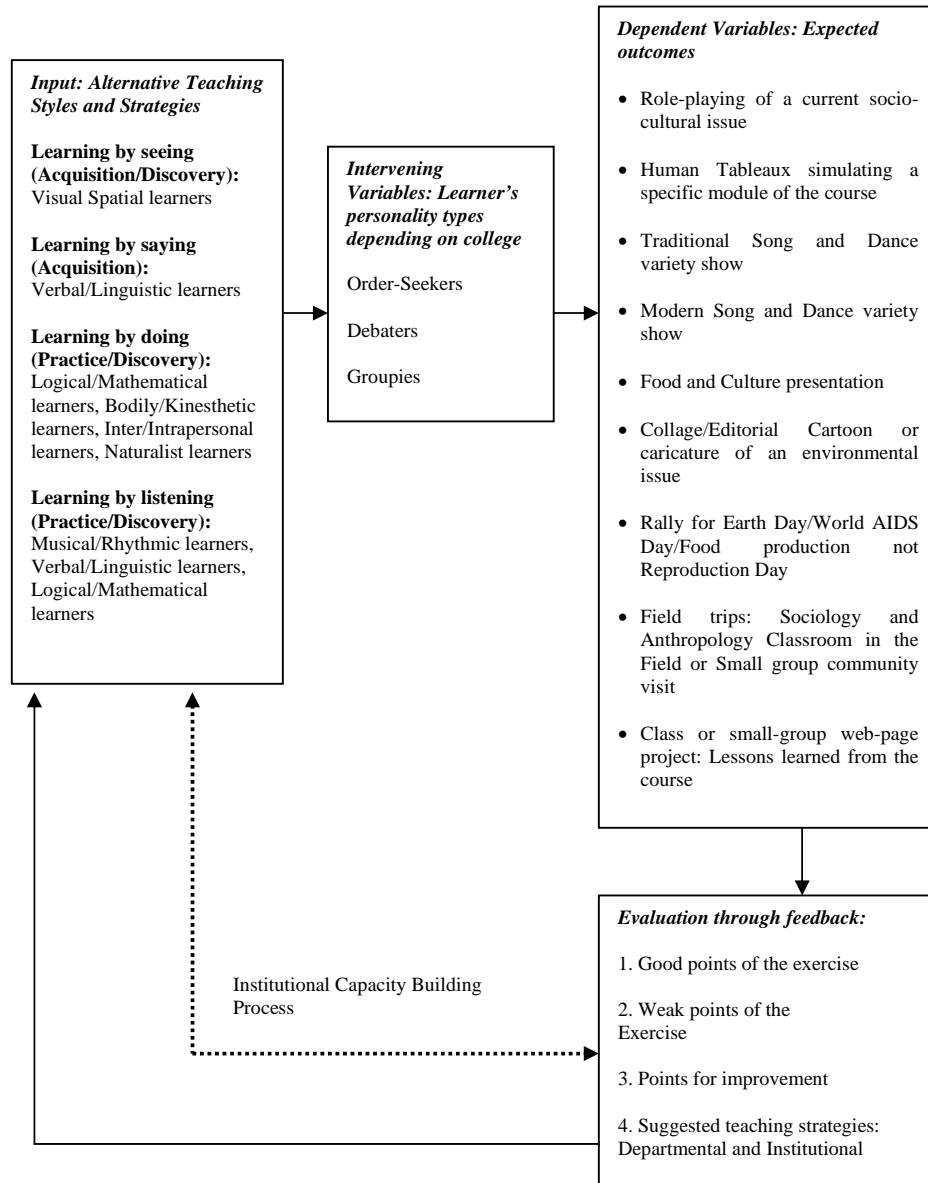 Input: Alternative Teaching
Styles and Strategies
Learning by seeing
(Acquisition/Discovery):
Visual Spatial learners
Learning by saying
(Acquisition):
Verbal/Linguistic learners
Learning by doing
(Practice/Discovery):
Logical/Mathematical
learners, Bodily/Kinesthetic
learners, Inter/Intrapersonal
learners, Naturalist learners
Learning by listening
(Practice/Discovery):
Musical/Rhythmic learners,
Verbal/Linguistic learners,
Logical/Mathematical
learners
Intervening
Variables: Learner's
personality types
depending on college
Order-Seekers
Debaters
Groupies
Dependent Variables: Expected
outcomes
• Role-playing of a current socio-
cultural issue
• Human Tableaux simulating a
specific module of the course
• Traditional Song and Dance
variety show
• Modern Song and Dance variety
show
• Food and Culture presentation
• Collage/Editorial Cartoon or
caricature of an environmental
issue
• Rally for Earth Day/World AIDS
Day/Food production not
Reproduction Day
• Field trips: Sociology and
Anthropology Classroom in the
Field or Small group community
visit
• Class or small-group web-page
project: Lessons learned from the
course
Evaluation through feedback:
1. Good points of the exercise
2. Weak points of the
Exercise
3. Points for improvement
4. Suggested teaching strategies:
Departmental and Institutional
Institutional Capacity Building
Process